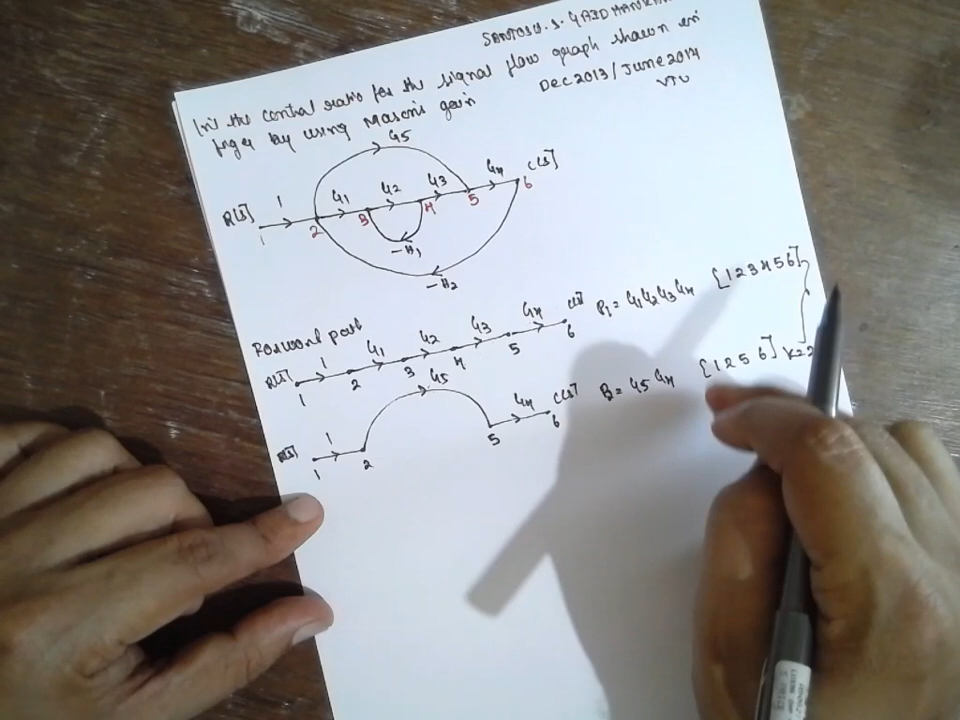 SANTOSU.S. GAIDHANKAR
Dec 2013/June 2014
VTU
the control ratio for the signal flow graph shown in
by using Mason's gain
G5
R[S] 1 G1 G2 G3 G4 C[S]
1 2 3 4 5 6
-H1
-H2
Forward path
R[S] 1 G1 G2 G3 G4 C[S] P1 = G1G2G3G4 {1 2 3 4 5 6}
1 2 3 4 5 6
G5
R[S] 1 G4 C[S] P2 = G5 G4 {1 2 5 6} K=2
1 2 5 6